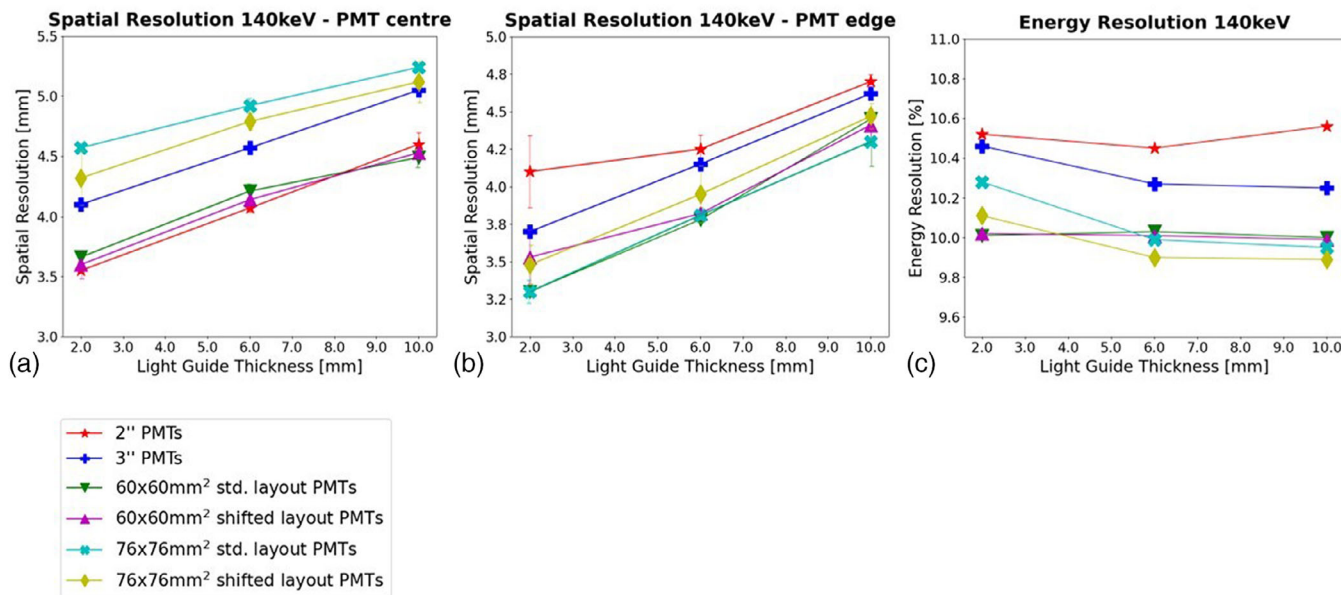 Spatial Resolution 140keV - PMT centre
Spatial Resolution [mm]
5.5
5.0
4.5
4.0
3.5
3.0
2.0 3.0 4.0 5.0 6.0 7.0 8.0 9.0 10.0
Light Guide Thickness [mm]
(a)
Spatial Resolution 140keV - PMT edge
Spatial Resolution [mm]
5.0
4.8
4.5
4.2
4.0
3.8
3.5
3.2
3.0
2.0 3.0 4.0 5.0 6.0 7.0 8.0 9.0 10.0
Light Guide Thickness [mm]
(b)
Energy Resolution 140keV
Energy Resolution [%]
11.0
10.8
10.6
10.4
10.2
10.0
9.8
9.6
2.0 3.0 4.0 5.0 6.0 7.0 8.0 9.0 10.0
Light Guide Thickness [mm]
(c)
2'' PMTs
3'' PMTs
60x60mm² std. layout PMTs
60x60mm² shifted layout PMTs
76x76mm² std. layout PMTs
76x76mm² shifted layout PMTs